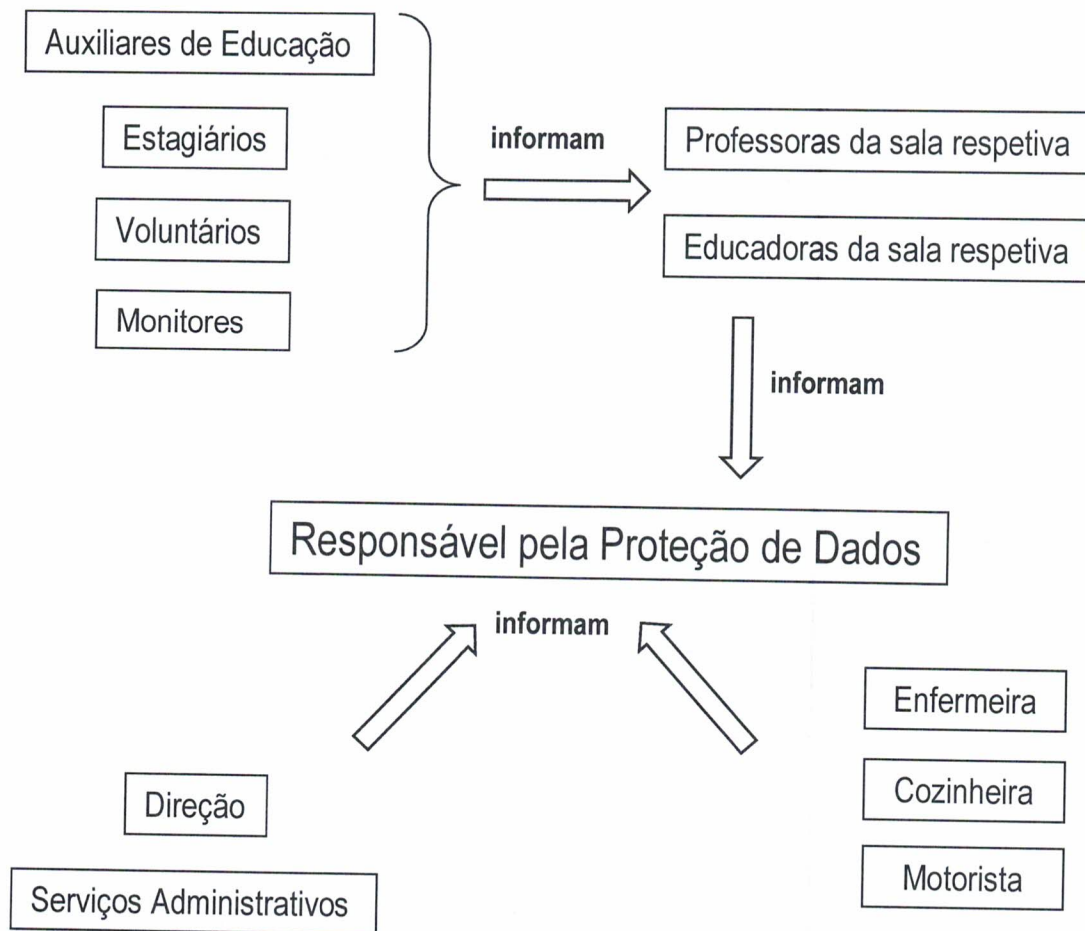 Auxiliares de Educação
Estagiários
Voluntários
Monitores
informam
Professoras da sala respetiva
Educadoras da sala respetiva
informam
Responsável pela Proteção de Dados
informam
Direção
Serviços Administrativos
Enfermeira
Cozinheira
Motorista